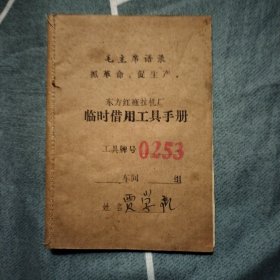 毛主席语录
抓革命、促生产。
东方红拖拉机厂
临时借用工具手册
工具牌号 0253
车间 组
姓名 贾学